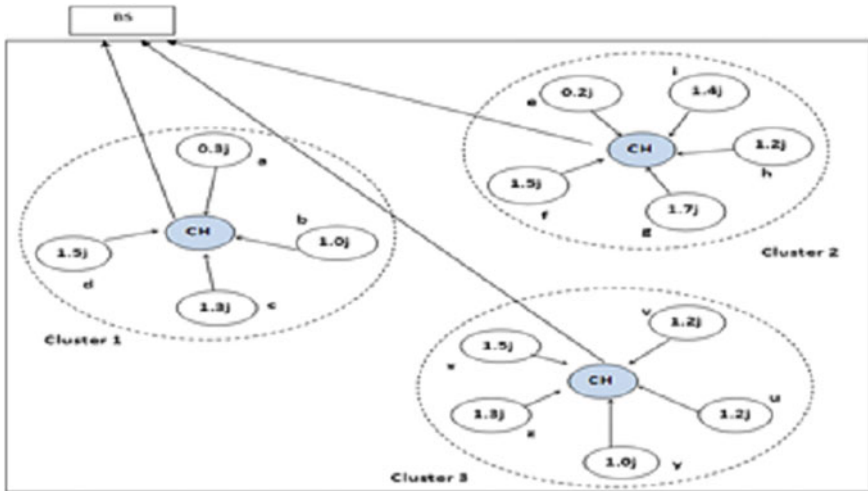 BS
0.3j
a
CH
b
1.0j
1.5j
d
1.3j
c
Cluster 1
e
0.2j
i
1.4j
CH
1.2j
h
1.5j
f
1.7j
g
Cluster 2
v
1.2j
1.5j
CH
1.3j
z
1.2j
u
1.0j
y
Cluster 3